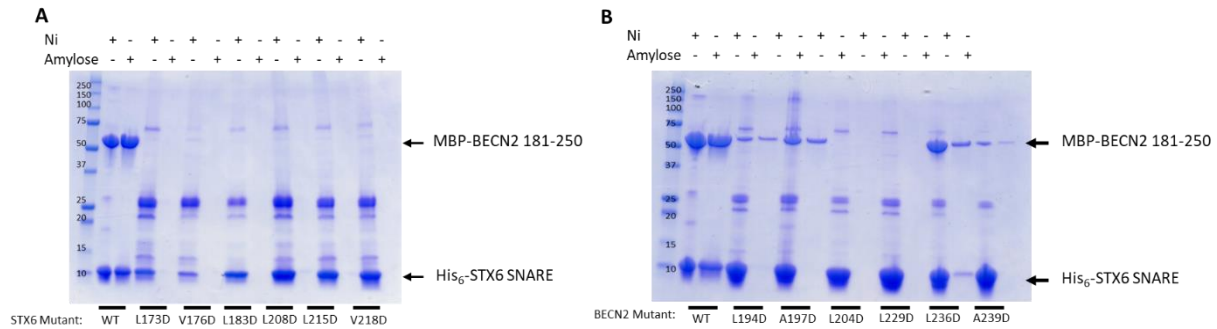 A
Ni + - + - + - + - + - + - + -
Amylose - + - + - + - + - + - + - +
250
150
100
75
50
37
25
20
15
10
MBP-BECN2 181-250
His₆-STX6 SNARE
STX6 Mutant: WT L173D V176D L183D L208D L215D V218D
B
Ni + - + - + - + - + - + - + -
Amylose - + - + - + - + - + - + - +
250
150
100
75
50
37
25
20
15
10
MBP-BECN2 181-250
His₆-STX6 SNARE
BECN2 Mutant: WT L194D A197D L204D L229D L236D A239D